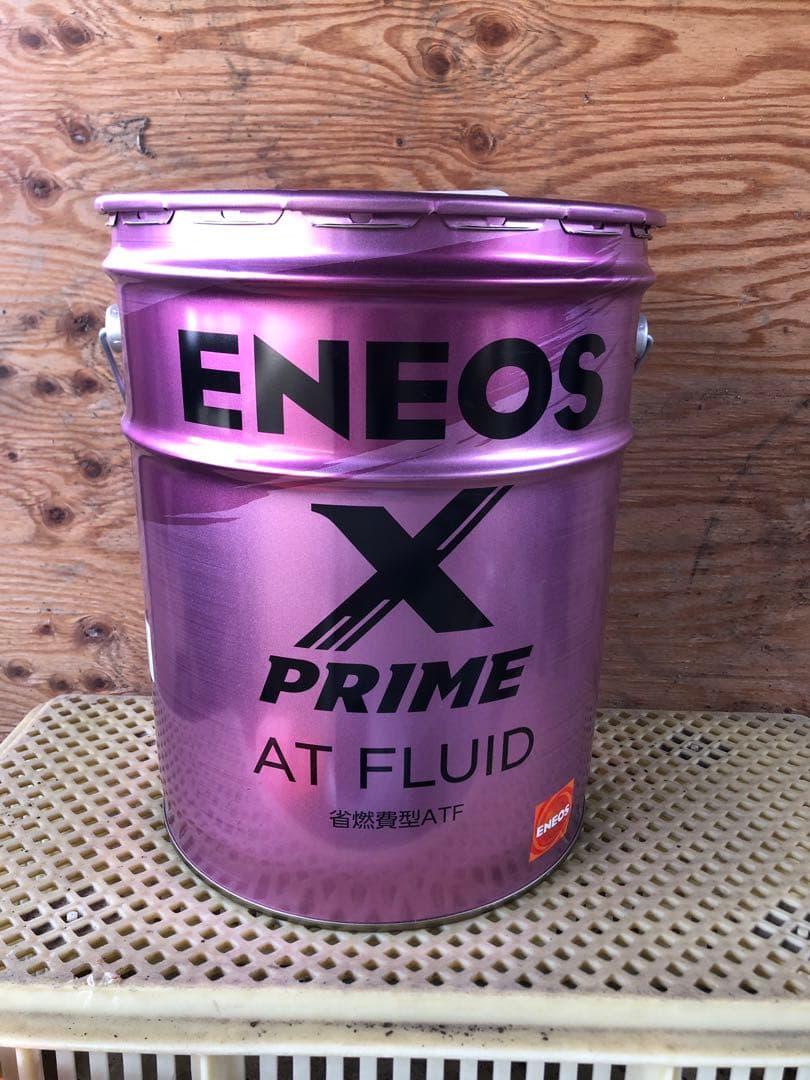 ENEOS
X
PRIME
AT FLUID
省燃費型ATF
ENEOS